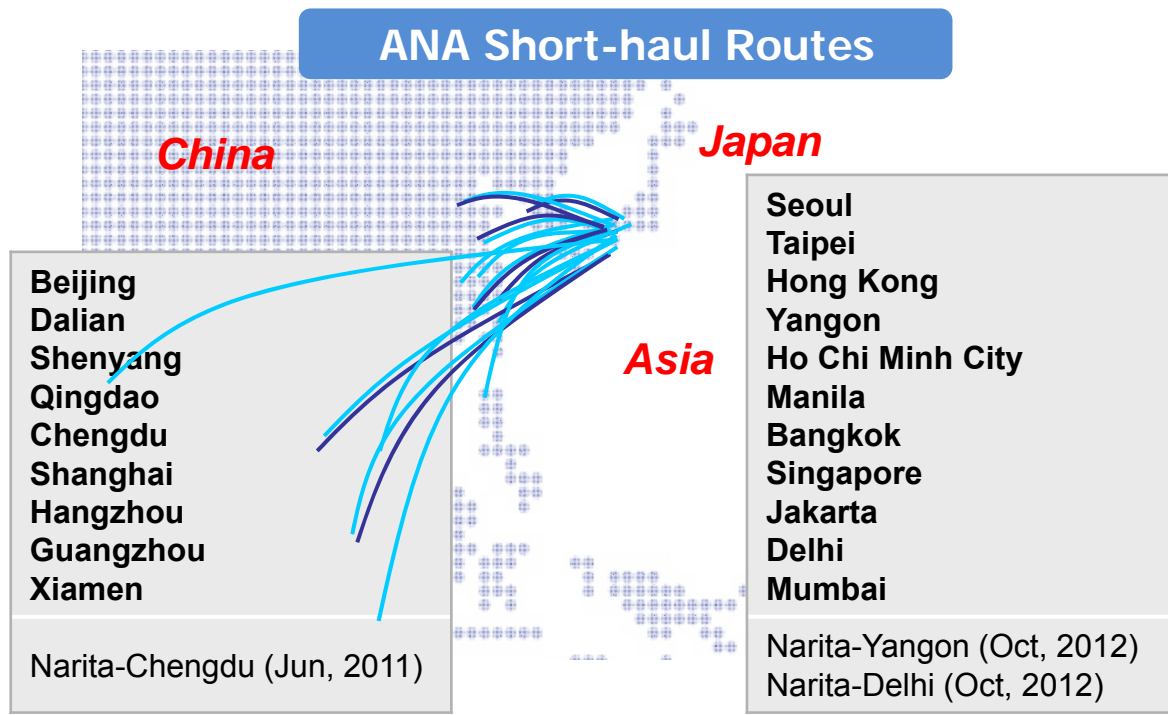 ANA Short-haul Routes
China
Japan
Asia
Beijing
Dalian
Shenyang
Qingdao
Chengdu
Shanghai
Hangzhou
Guangzhou
Xiamen
Narita-Chengdu (Jun, 2011)
Seoul
Taipei
Hong Kong
Yangon
Ho Chi Minh City
Manila
Bangkok
Singapore
Jakarta
Delhi
Mumbai
Narita-Yangon (Oct, 2012)
Narita-Delhi (Oct, 2012)